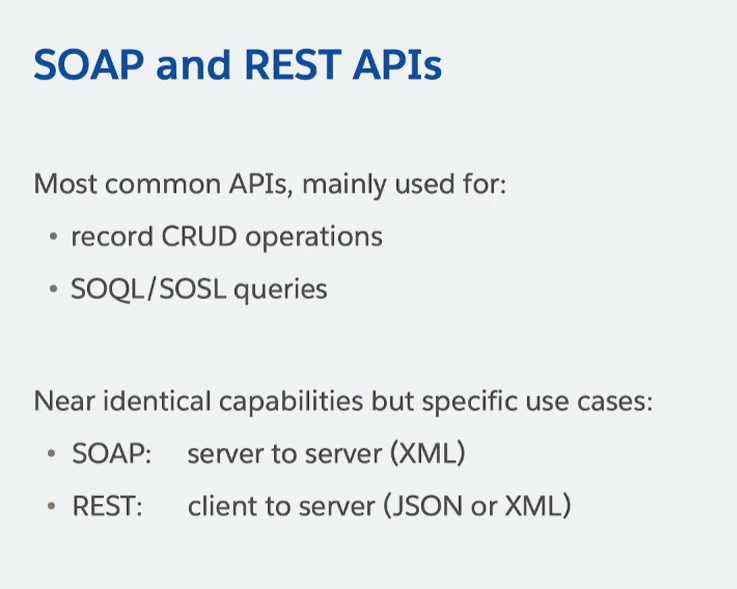 SOAP and REST APIs
Most common APIs, mainly used for:
• record CRUD operations
• SOQL/SOSL queries
Near identical capabilities but specific use cases:
• SOAP: server to server (XML)
• REST: client to server (JSON or XML)